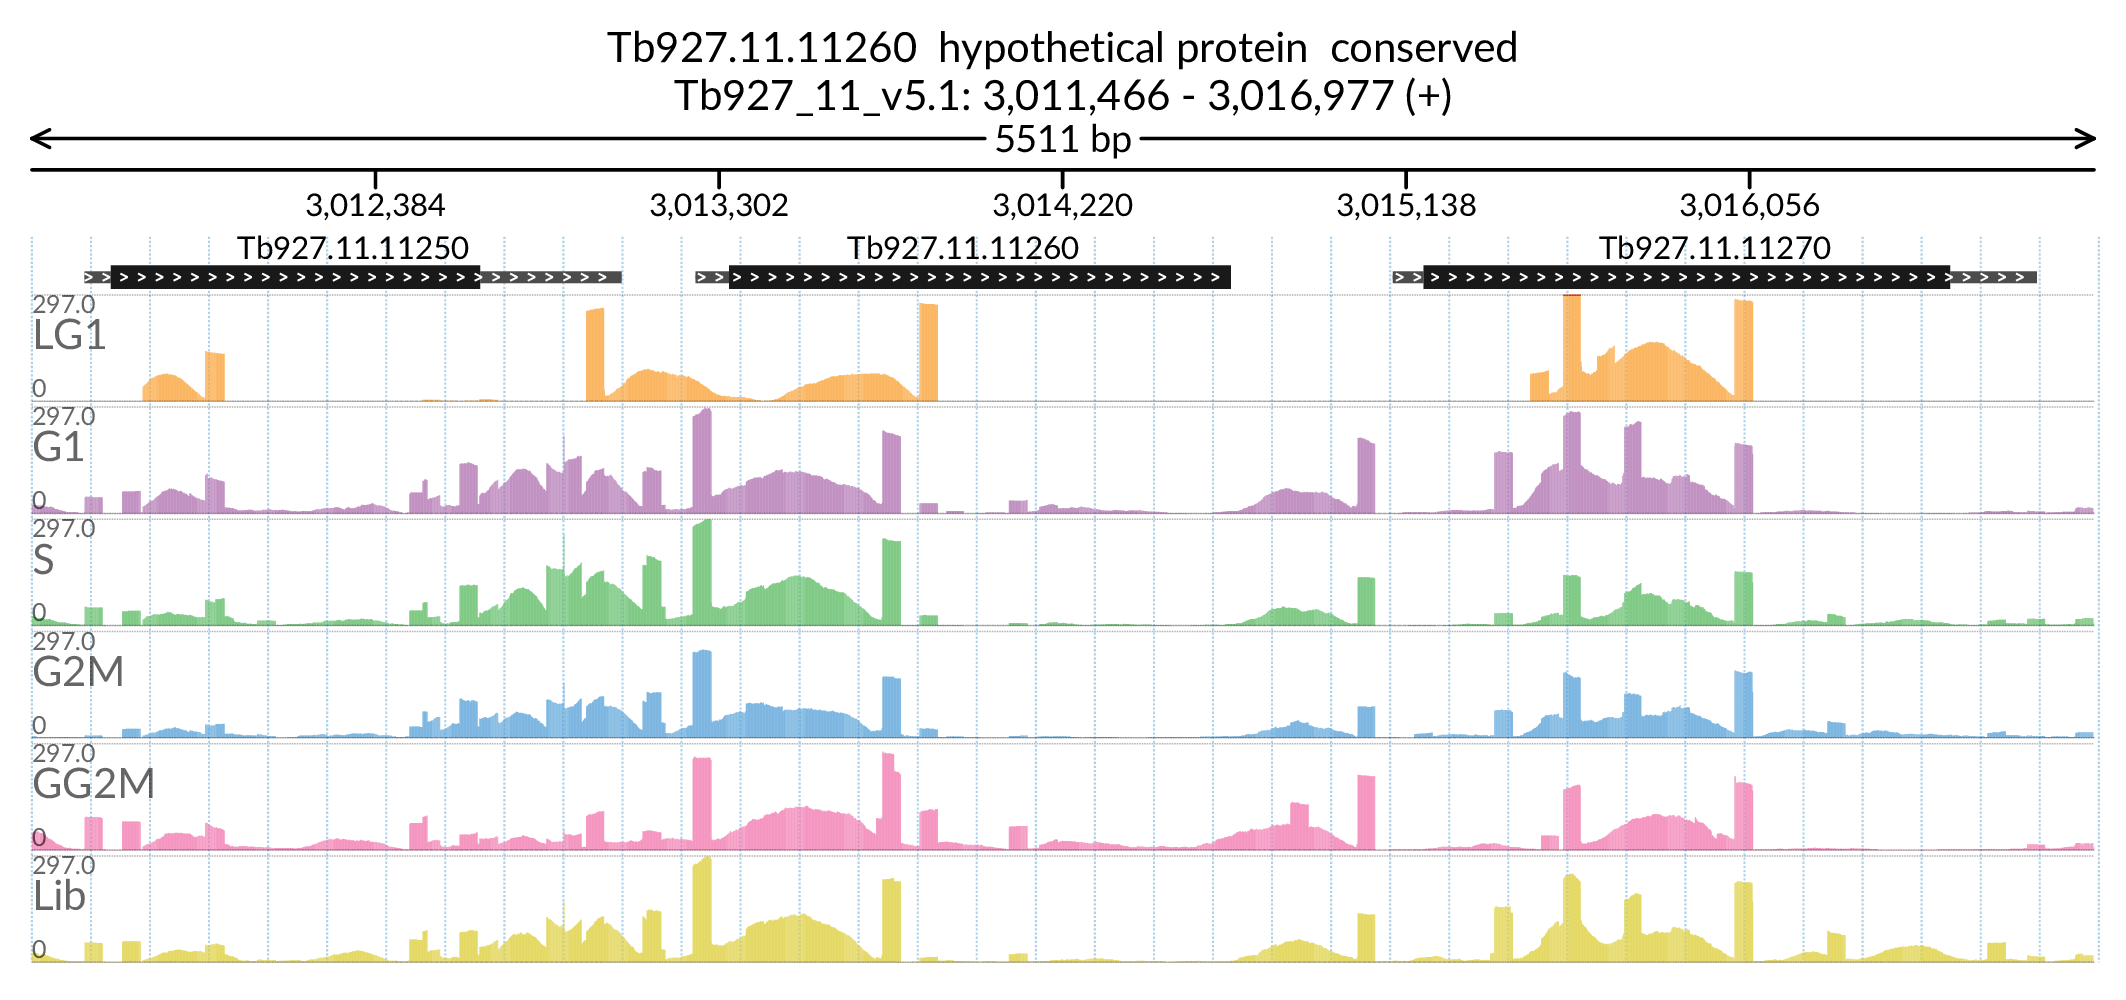 Tb927.11.11260 hypothetical protein conserved
Tb927_11_v5.1: 3,011,466 - 3,016,977 (+)
5511 bp
3,012,384 3,013,302 3,014,220 3,015,138 3,016,056
Tb927.11.11250 Tb927.11.11260 Tb927.11.11270
297.0
LG1
0
297.0
G1
0
297.0
S
0
297.0
G2M
0
297.0
GG2M
0
297.0
Lib
0